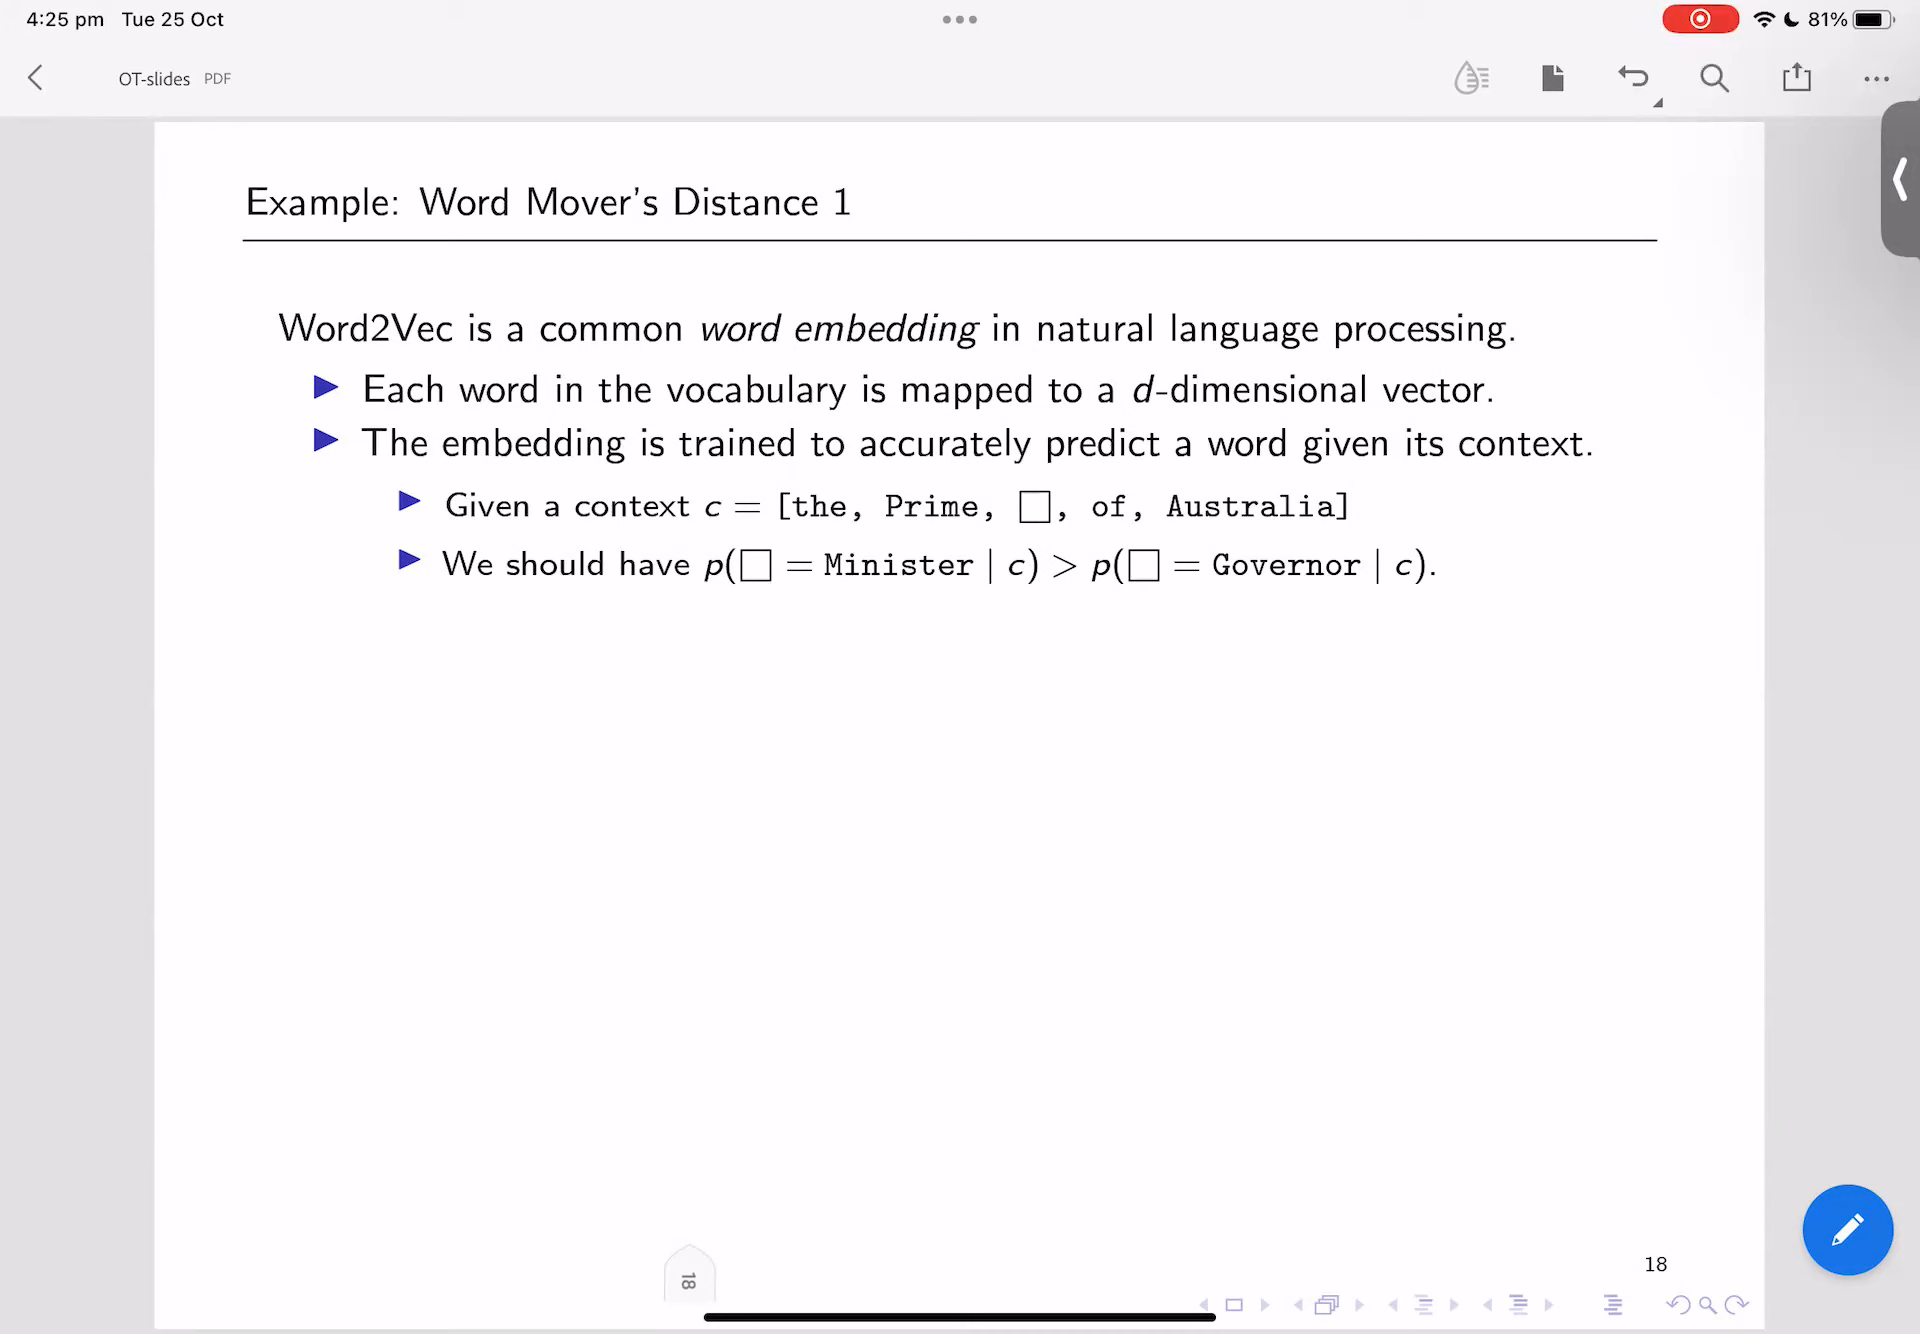 4:25 pm Tue 25 Oct
81%
OT-slides PDF
Example: Word Mover's Distance 1
Word2Vec is a common word embedding in natural language processing.
▶ Each word in the vocabulary is mapped to a d-dimensional vector.
▶ The embedding is trained to accurately predict a word given its context.
▶ Given a context c = [the, Prime, □, of, Australia]
▶ We should have p(□ = Minister | c) > p(□ = Governor | c).
18
18